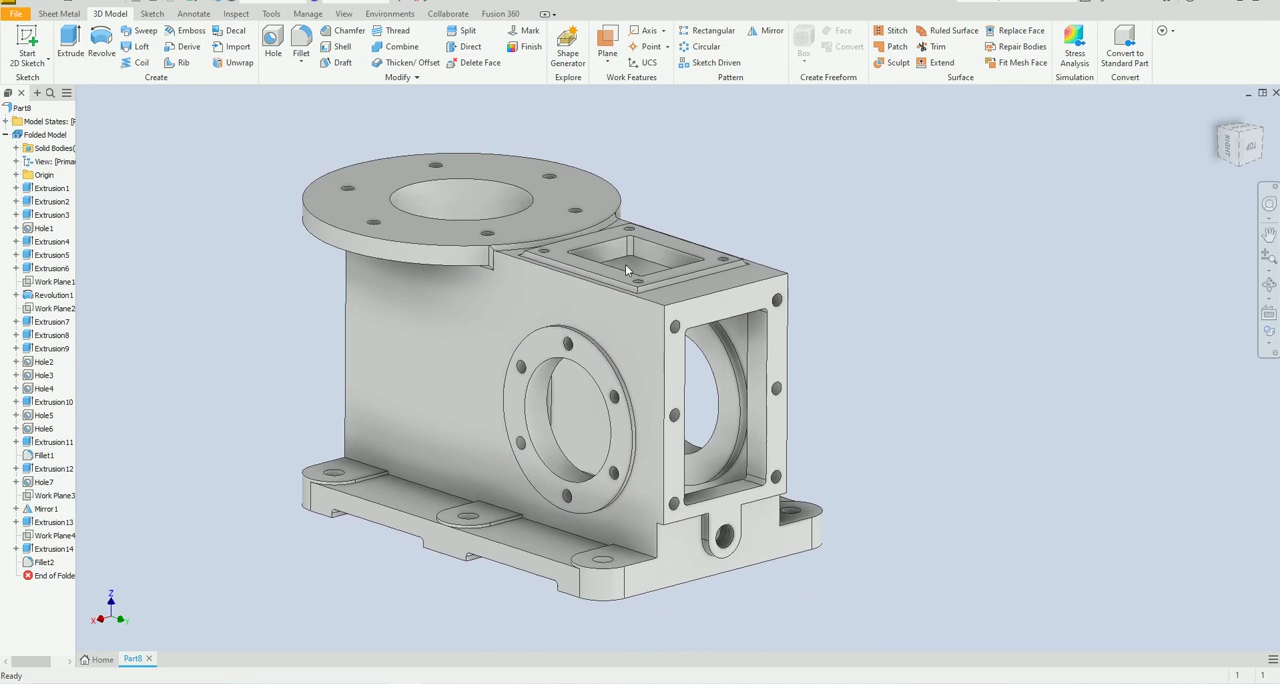 File Sheet Metal 3D Model Sketch Annotate Inspect Tools Manage View Environments Collaborate Fusion 360
Start
2D Sketch
Extrude
Revolve
Sweep
Loft
Coil
Emboss
Derive
Rib
Decal
Import
Unwrap
Hole
Fillet
Chamfer
Shell
Draft
Thread
Combine
Thicken/ Offset
Split
Direct
Delete Face
Mark
Finish
Shape
Generator
Plane
Axis
Point
UCS
Rectangular
Circular
Sketch Driven
Mirror
Box
Face
Convert
Stitch
Patch
Sculpt
Ruled Surface
Trim
Extend
Replace Face
Repair Bodies
Fit Mesh Face
Stress
Analysis
Convert to
Standard Part
Sketch Create Modify Explore Work Features Pattern Create Freeform Surface Simulation Convert
Part8
Model States: [
Folded Model
Solid Bodies(
View: [Prima
Origin
Extrusion1
Extrusion2
Extrusion3
Hole1
Extrusion4
Extrusion5
Extrusion6
Work Plane1
Revolution1
Work Plane2
Extrusion7
Extrusion8
Extrusion9
Hole2
Hole3
Hole4
Extrusion10
Hole5
Hole6
Extrusion11
Fillet1
Extrusion12
Hole7
Work Plane3
Mirror1
Extrusion13
Work Plane4
Extrusion14
Fillet2
End of Folde
RIGHT TOP
Z
X Y
Home Part8
Ready 1 1